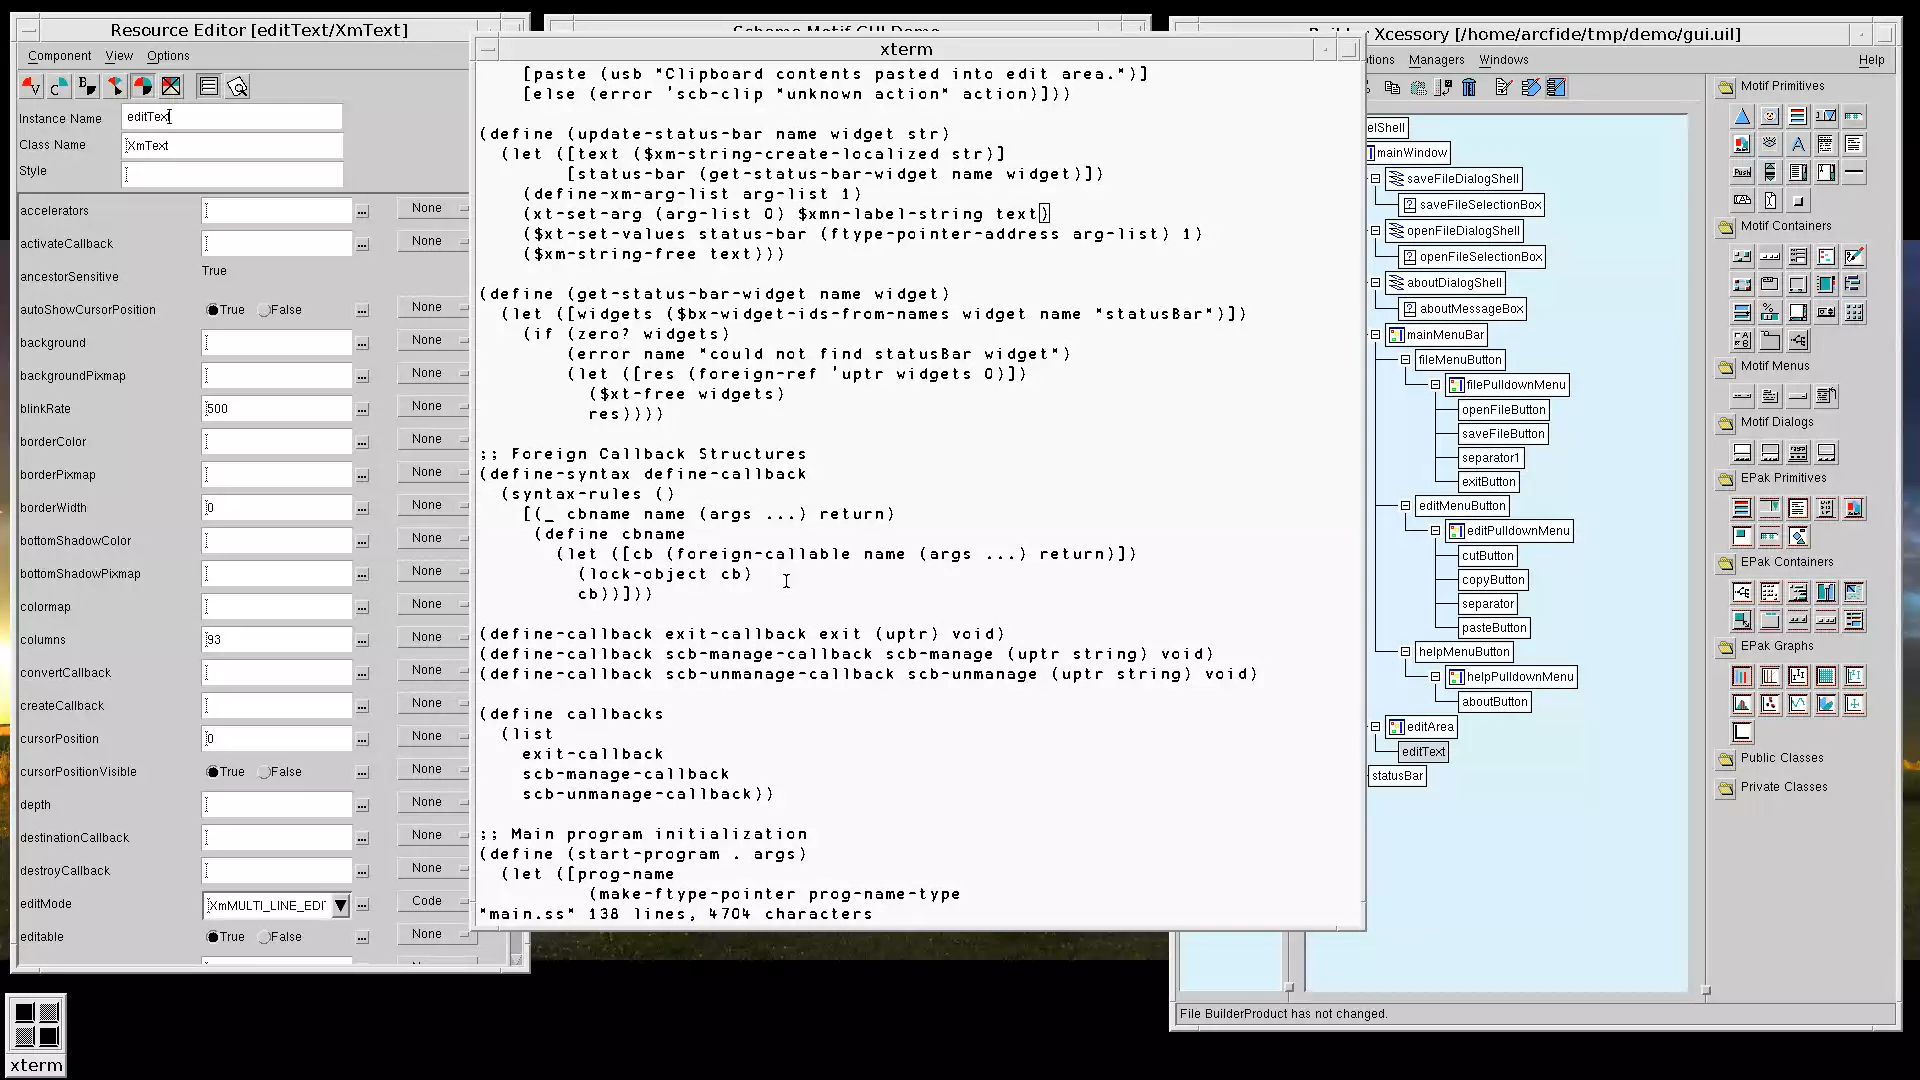 Resource Editor [editText/XmText]
Component View Options
Instance Name editText
Class Name XmText
Style
accelerators None
activateCallback None
ancestorSensitive True
autoShowCursorPosition True False None
background None
backgroundPixmap None
blinkRate 500 None
borderColor None
borderPixmap None
borderWidth 0 None
bottomShadowColor None
bottomShadowPixmap None
colormap None
columns 93 None
convertCallback None
createCallback None
cursorPosition 0 None
cursorPositionVisible True False None
depth None
destinationCallback None
destroyCallback None
editMode XmMULTI_LINE_EDI Code
editable True False None
xterm
Scheme Motif GUI Demo
xterm
[paste (usb "Clipboard contents pasted into edit area.")]
[else (error 'scb-clip "unknown action" action)]))
(define (update-status-bar name widget str)
(let ([text ($xm-string-create-localized str)]
[status-bar (get-status-bar-widget name widget)])
(define-xm-arg-list arg-list 1)
(xt-set-arg (arg-list 0) $xmn-label-string text)
($xt-set-values status-bar (ftype-pointer-address arg-list) 1)
($xm-string-free text)))
(define (get-status-bar-widget name widget)
(let ([widgets ($bx-widget-ids-from-names widget name "statusBar")])
(if (zero? widgets)
(error name "could not find statusBar widget")
(let ([res (foreign-ref 'uptr widgets 0)])
($xt-free widgets)
res))))
;; Foreign Callback Structures
(define-syntax define-callback
(syntax-rules ()
[(_ cbname name (args ...) return)
(define cbname
(let ([cb (foreign-callable name (args ...) return)])
(lock-object cb)
cb))]))
(define-callback exit-callback exit (uptr) void)
(define-callback scb-manage-callback scb-manage (uptr string) void)
(define-callback scb-unmanage-callback scb-unmanage (uptr string) void)
(define callbacks
(list
exit-callback
scb-manage-callback
scb-unmanage-callback))
;; Main program initialization
(define (start-program . args)
(let ([prog-name
(make-ftype-pointer prog-name-type
"main.ss" 138 lines, 4704 characters
Xcessory [/home/arcfide/tmp/demo/gui.uil]
tions Managers Windows Help
elShell
mainWindow
saveFileDialogShell
saveFileSelectionBox
openFileDialogShell
openFileSelectionBox
aboutDialogShell
aboutMessageBox
mainMenuBar
fileMenuButton
filePulldownMenu
openFileButton
saveFileButton
separator1
exitButton
editMenuButton
editPulldownMenu
cutButton
copyButton
separator
pasteButton
helpMenuButton
helpPulldownMenu
aboutButton
editArea
editText
statusBar
Motif Primitives
Push
Motif Containers
Motif Menus
Motif Dialogs
EPak Primitives
EPak Containers
EPak Graphs
Public Classes
Private Classes
File BuilderProduct has not changed.